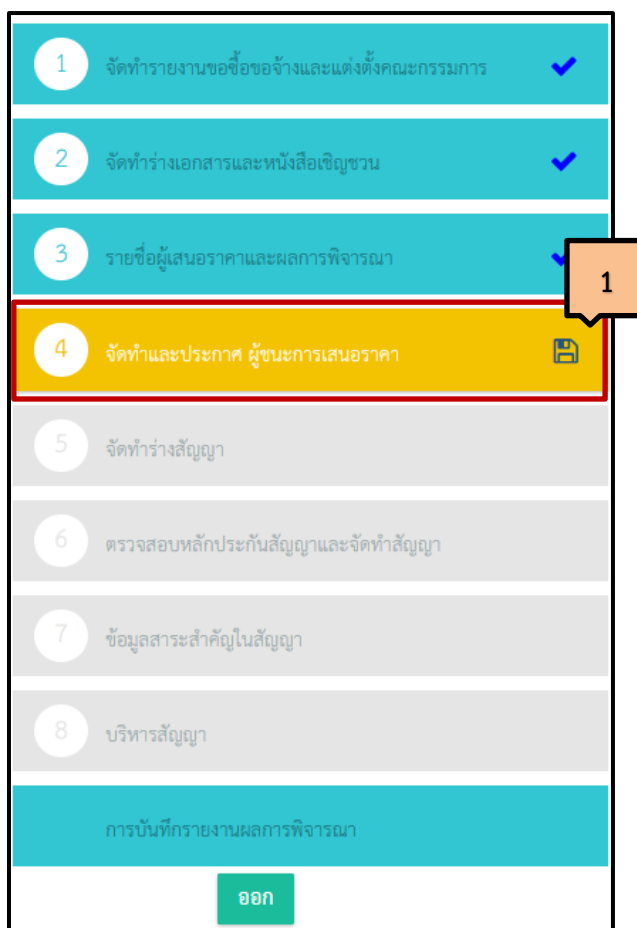 1 จัดทำรายงานขอซื้อขอจ้างและแต่งตั้งคณะกรรมการ
2 จัดทำร่างเอกสารและหนังสือเชิญชวน
3 รายชื่อผู้เสนอราคาและผลการพิจารณา
1
4 จัดทำและประกาศ ผู้ชนะการเสนอราคา
5 จัดทำร่างสัญญา
6 ตรวจสอบหลักประกันสัญญาและจัดทำสัญญา
7 ข้อมูลสาระสำคัญในสัญญา
8 บริหารสัญญา
การบันทึกรายงานผลการพิจารณา
ออก